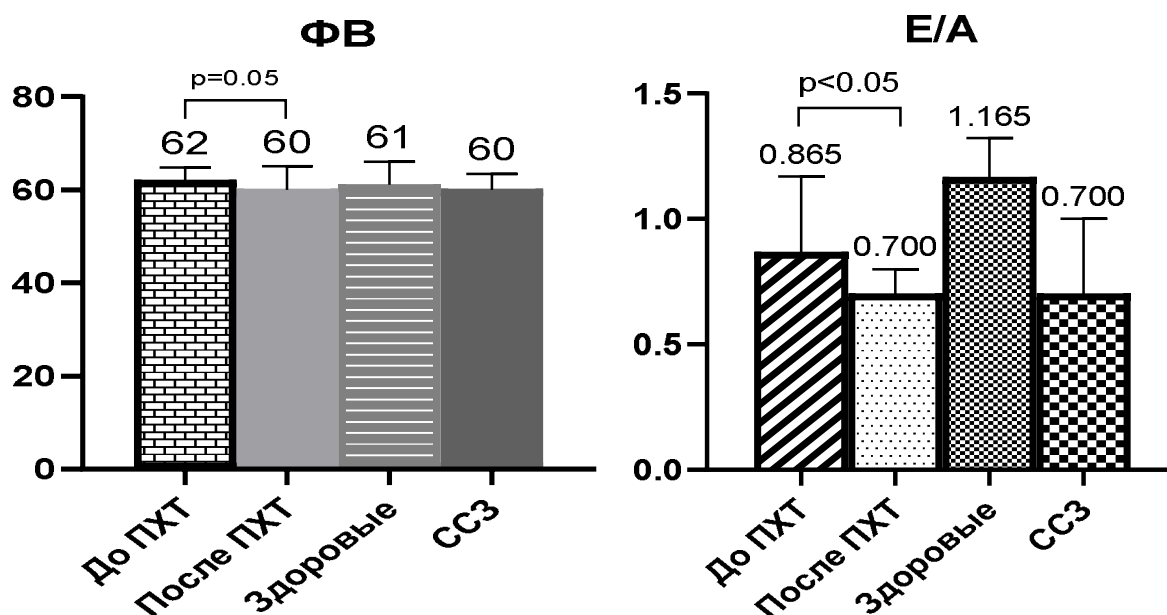 ФВ
p=0.05
80
60
40
20
0
62
60
61
60
До ПХТ
После ПХТ
Здоровые
ССЗ
E/A
p<0.05
1.5
1.0
0.5
0.0
0.865
0.700
1.165
0.700
До ПХТ
После ПХТ
Здоровые
ССЗ